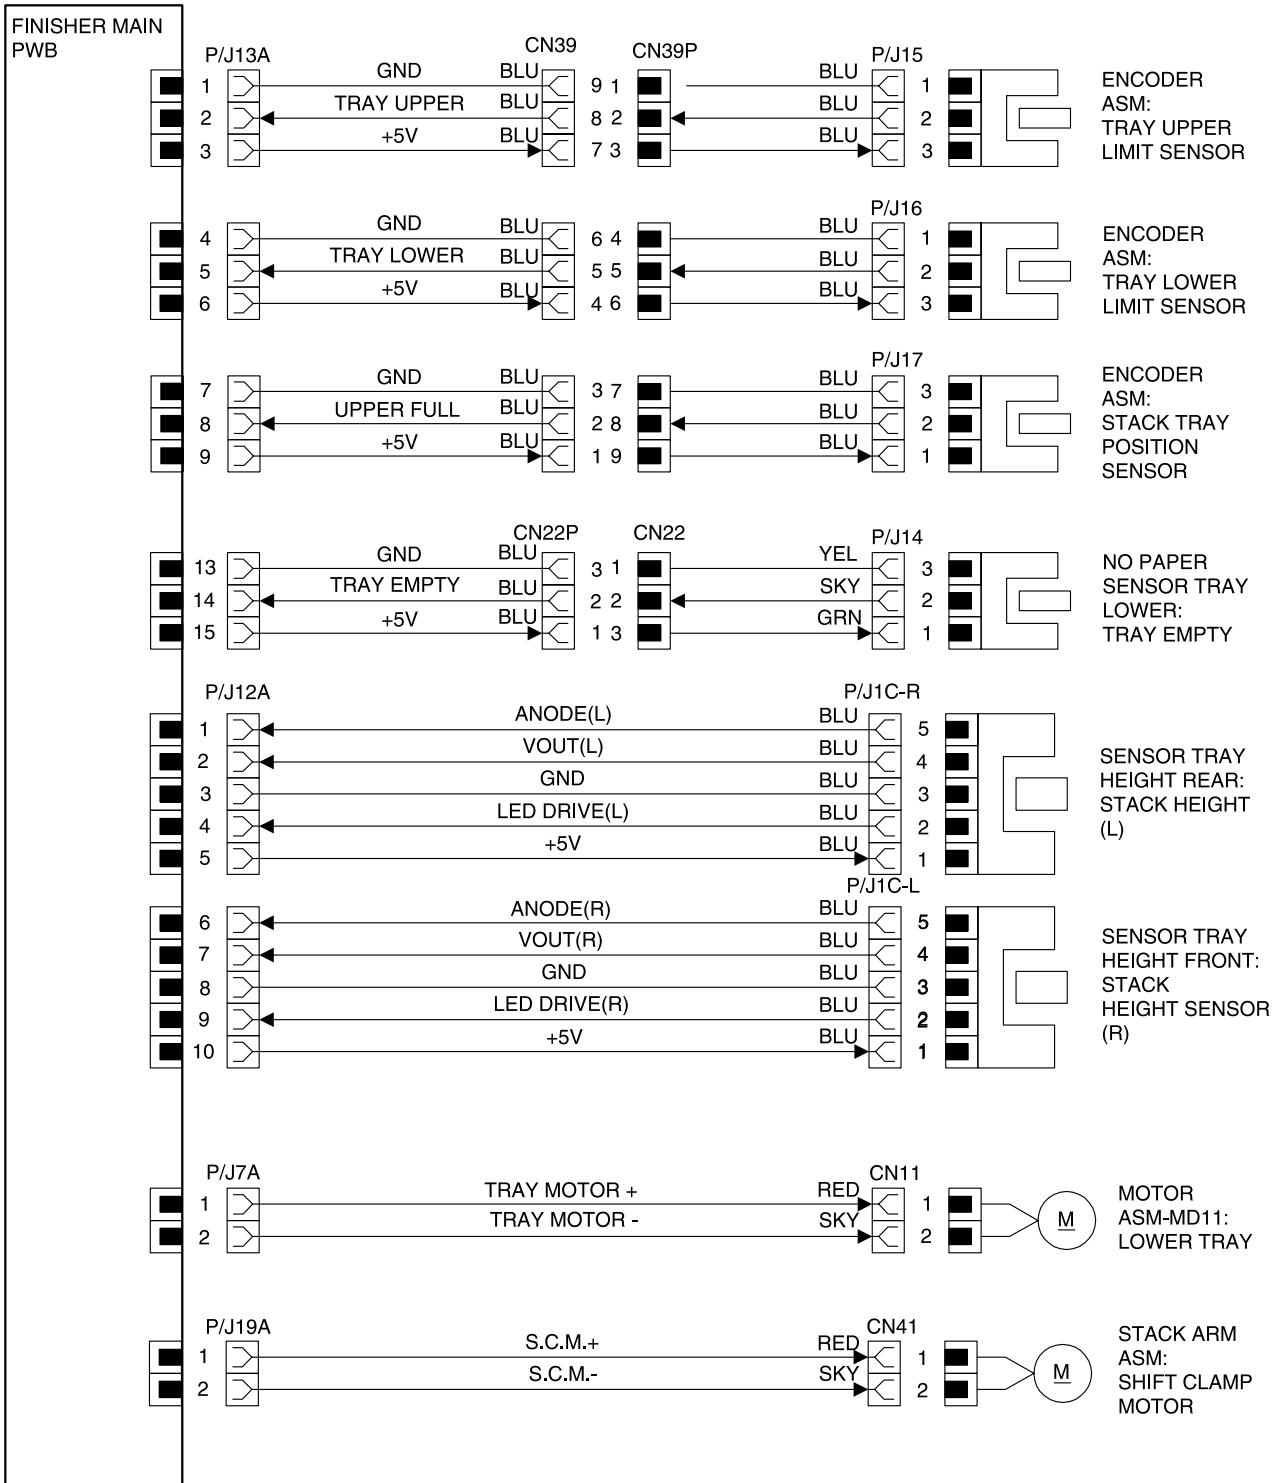 FINISHER MAIN
PWB
P/J13A CN39 CN39P P/J15
1 GND BLU 9 1 BLU 1
2 TRAY UPPER BLU 8 2 BLU 2
3 +5V BLU 7 3 BLU 3
ENCODER
ASM:
TRAY UPPER
LIMIT SENSOR
P/J16
4 GND BLU 6 4 BLU 1
5 TRAY LOWER BLU 5 5 BLU 2
6 +5V BLU 4 6 BLU 3
ENCODER
ASM:
TRAY LOWER
LIMIT SENSOR
P/J17
7 GND BLU 3 7 BLU 3
8 UPPER FULL BLU 2 8 BLU 2
9 +5V BLU 1 9 BLU 1
ENCODER
ASM:
STACK TRAY
POSITION
SENSOR
CN22P CN22 P/J14
13 GND BLU 3 1 YEL 3
14 TRAY EMPTY BLU 2 2 SKY 2
15 +5V BLU 1 3 GRN 1
NO PAPER
SENSOR TRAY
LOWER:
TRAY EMPTY
P/J12A P/J1C-R
1 ANODE(L) BLU 5
2 VOUT(L) BLU 4
3 GND BLU 3
4 LED DRIVE(L) BLU 2
5 +5V BLU 1
SENSOR TRAY
HEIGHT REAR:
STACK HEIGHT
(L)
P/J1C-L
6 ANODE(R) BLU 5
7 VOUT(R) BLU 4
8 GND BLU 3
9 LED DRIVE(R) BLU 2
10 +5V BLU 1
SENSOR TRAY
HEIGHT FRONT:
STACK
HEIGHT SENSOR
(R)
P/J7A CN11
1 TRAY MOTOR + RED 1
2 TRAY MOTOR - SKY 2
M
MOTOR
ASM-MD11:
LOWER TRAY
P/J19A CN41
1 S.C.M.+ RED 1
2 S.C.M.- SKY 2
M
STACK ARM
ASM:
SHIFT CLAMP
MOTOR